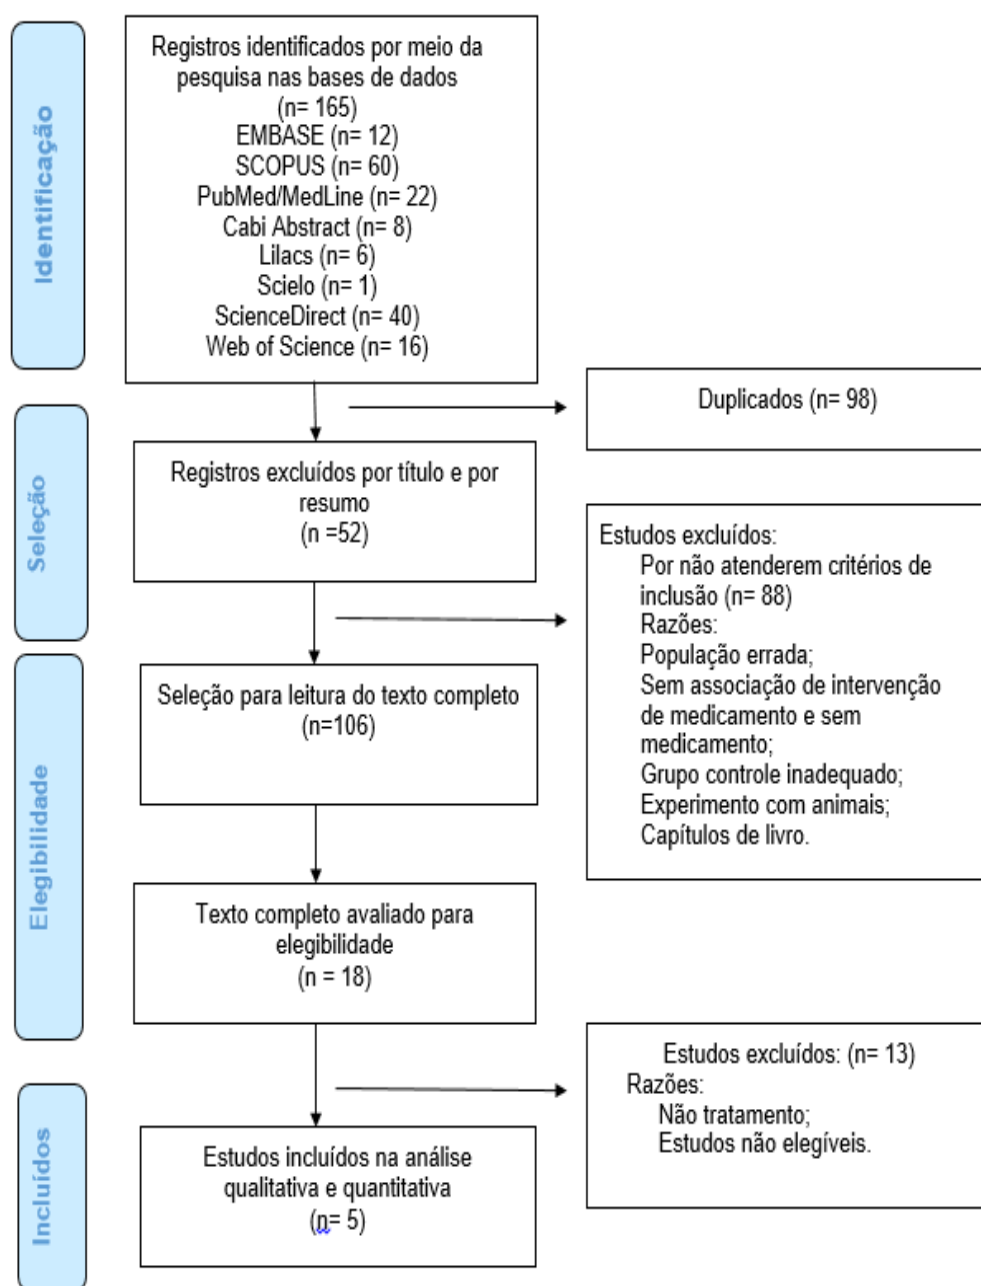 Identificação
Registros identificados por meio da
pesquisa nas bases de dados
(n= 165)
EMBASE (n= 12)
SCOPUS (n= 60)
PubMed/MedLine (n= 22)
Cabi Abstract (n= 8)
Lilacs (n= 6)
Scielo (n= 1)
ScienceDirect (n= 40)
Web of Science (n= 16)
Duplicados (n= 98)
Seleção
Registros excluídos por título e por
resumo
(n =52)
Estudos excluídos:
Por não atenderem critérios de
inclusão (n= 88)
Razões:
População errada;
Sem associação de intervenção
de medicamento e sem
medicamento;
Grupo controle inadequado;
Experimento com animais;
Capítulos de livro.
Elegibilidade
Seleção para leitura do texto completo
(n=106)
Texto completo avaliado para
elegibilidade
(n = 18)
Estudos excluídos: (n= 13)
Razões:
Não tratamento;
Estudos não elegíveis.
Incluídos
Estudos incluídos na análise
qualitativa e quantitativa
(n= 5)